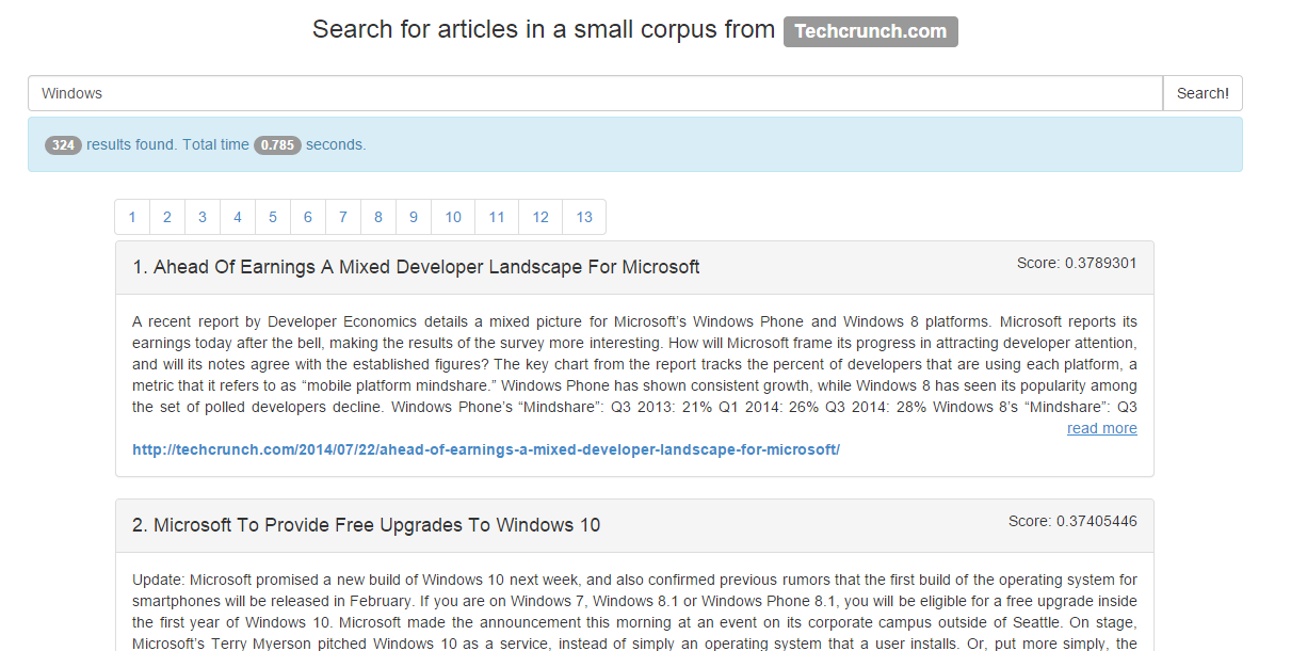 Search for articles in a small corpus from Techcrunch.com
Windows Search!
324 results found. Total time 0.785 seconds.
1 2 3 4 5 6 7 8 9 10 11 12 13
1. Ahead Of Earnings A Mixed Developer Landscape For Microsoft Score: 0.3789301
A recent report by Developer Economics details a mixed picture for Microsoft’s Windows Phone and Windows 8 platforms. Microsoft reports its
earnings today after the bell, making the results of the survey more interesting. How will Microsoft frame its progress in attracting developer attention,
and will its notes agree with the established figures? The key chart from the report tracks the percent of developers that are using each platform, a
metric that it refers to as “mobile platform mindshare.” Windows Phone has shown consistent growth, while Windows 8 has seen its popularity among
the set of polled developers decline. Windows Phone’s “Mindshare”: Q3 2013: 21% Q1 2014: 26% Q3 2014: 28% Windows 8’s “Mindshare”: Q3
read more
http://techcrunch.com/2014/07/22/ahead-of-earnings-a-mixed-developer-landscape-for-microsoft/
2. Microsoft To Provide Free Upgrades To Windows 10 Score: 0.37405446
Update: Microsoft promised a new build of Windows 10 next week, and also confirmed previous rumors that the first build of the operating system for
smartphones will be released in February. If you are on Windows 7, Windows 8.1 or Windows Phone 8.1, you will be eligible for a free upgrade inside
the first year of Windows 10. Microsoft made the announcement this morning at an event on its corporate campus outside of Seattle. On stage,
Microsoft’s Terry Myerson pitched Windows 10 as a service, instead of simply an operating system that a user installs. Or, put more simply, the